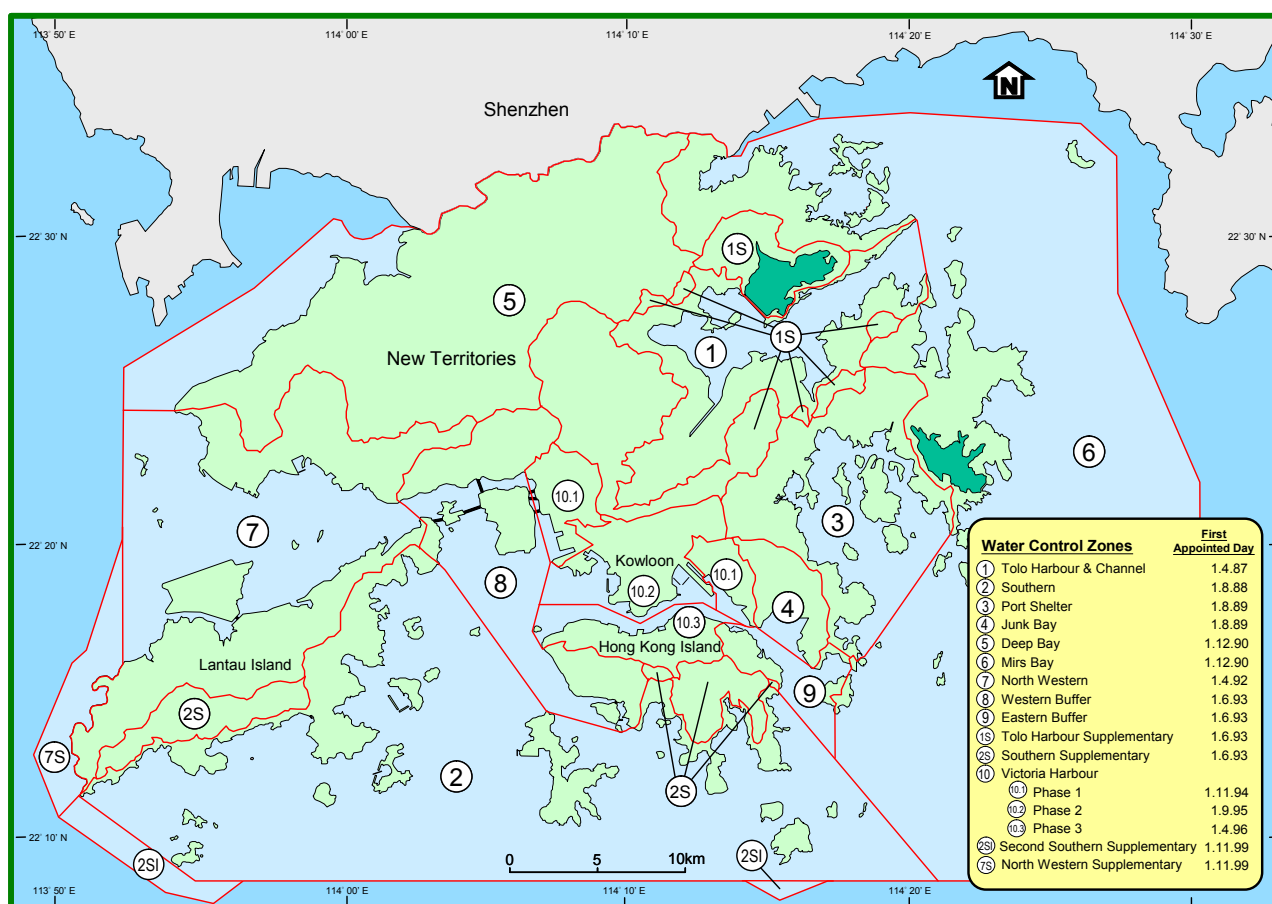 113˚ 50' E
114˚ 00' E
114˚ 10' E
114˚ 20' E
114˚ 30' E
N
Shenzhen
22˚ 30' N
22˚ 30' N
1S
5
New Territories
1
1S
6
10.1
3
7
22˚ 20' N
Kowloon
10.1
8
10.2
4
10.3
Hong Kong Island
Lantau Island
9
2S
7S
2
2S
22˚ 10' N
2SI
2SI
0 5 10km
113˚ 50' E
114˚ 00' E
114˚ 10' E
114˚ 20' E
Water Control Zones First Appointed Day
1 Tolo Harbour & Channel 1.4.87
2 Southern 1.8.88
3 Port Shelter 1.8.89
4 Junk Bay 1.8.89
5 Deep Bay 1.12.90
6 Mirs Bay 1.12.90
7 North Western 1.4.92
8 Western Buffer 1.6.93
9 Eastern Buffer 1.6.93
1S Tolo Harbour Supplementary 1.6.93
2S Southern Supplementary 1.6.93
10 Victoria Harbour
10.1 Phase 1 1.11.94
10.2 Phase 2 1.9.95
10.3 Phase 3 1.4.96
2SI Second Southern Supplementary 1.11.99
7S North Western Supplementary 1.11.99